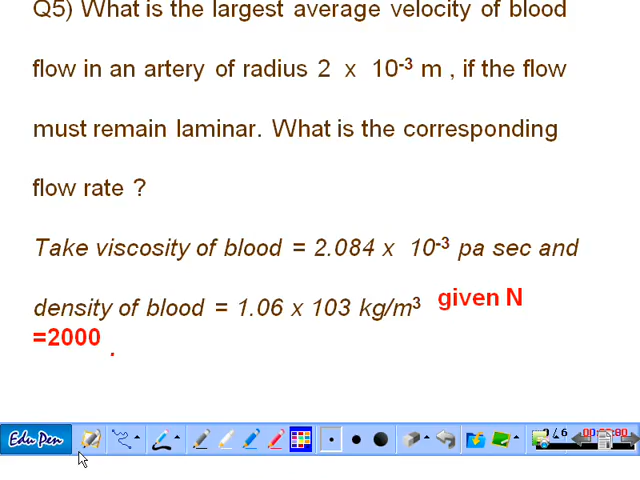 Q5) What is the largest average velocity of blood
flow in an artery of radius 2 x 10⁻³ m , if the flow
must remain laminar. What is the corresponding
flow rate ?
Take viscosity of blood = 2.084 x 10⁻³ pa sec and
density of blood = 1.06 x 103 kg/m³ given N
=2000 .
Edu Pen